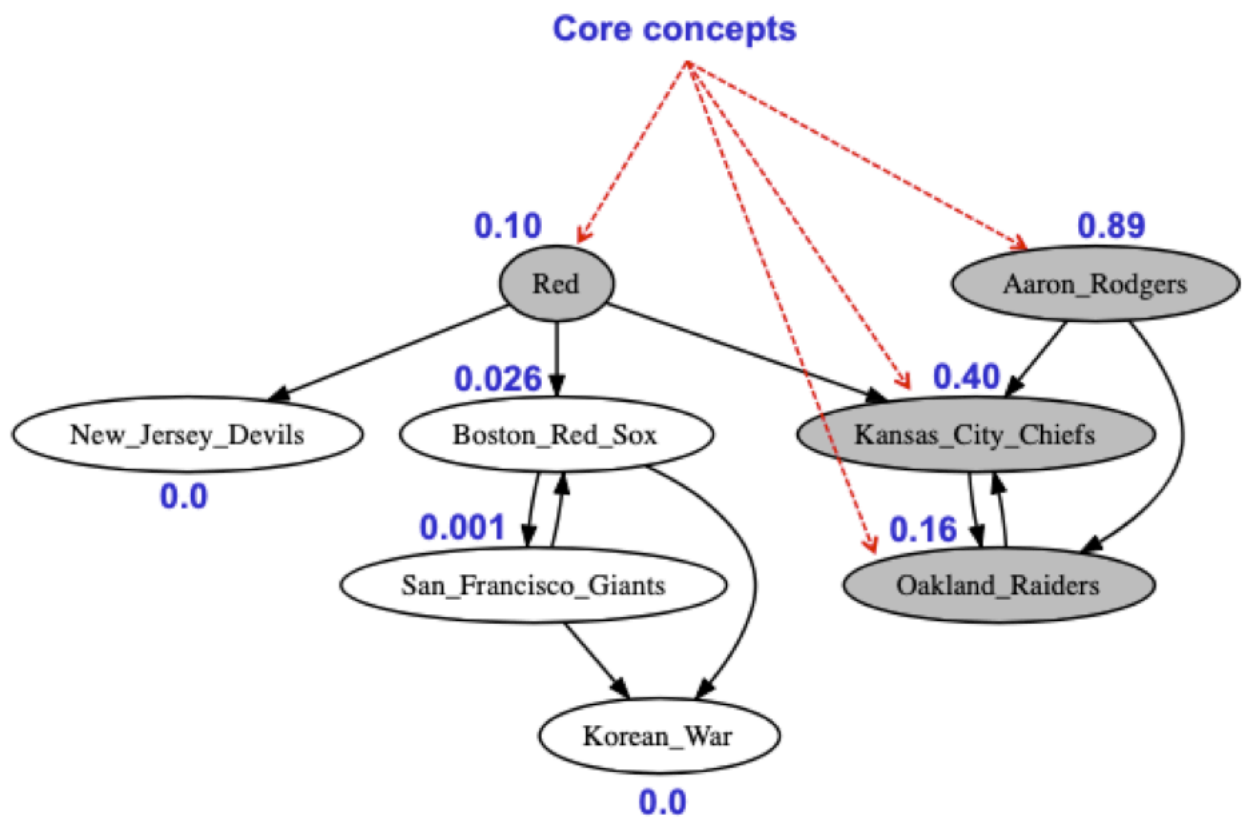 Core concepts
0.10
0.89
Red
Aaron_Rodgers
0.026
0.40
New_Jersey_Devils
Boston_Red_Sox
Kansas_City_Chiefs
0.0
0.001
0.16
San_Francisco_Giants
Oakland_Raiders
Korean_War
0.0